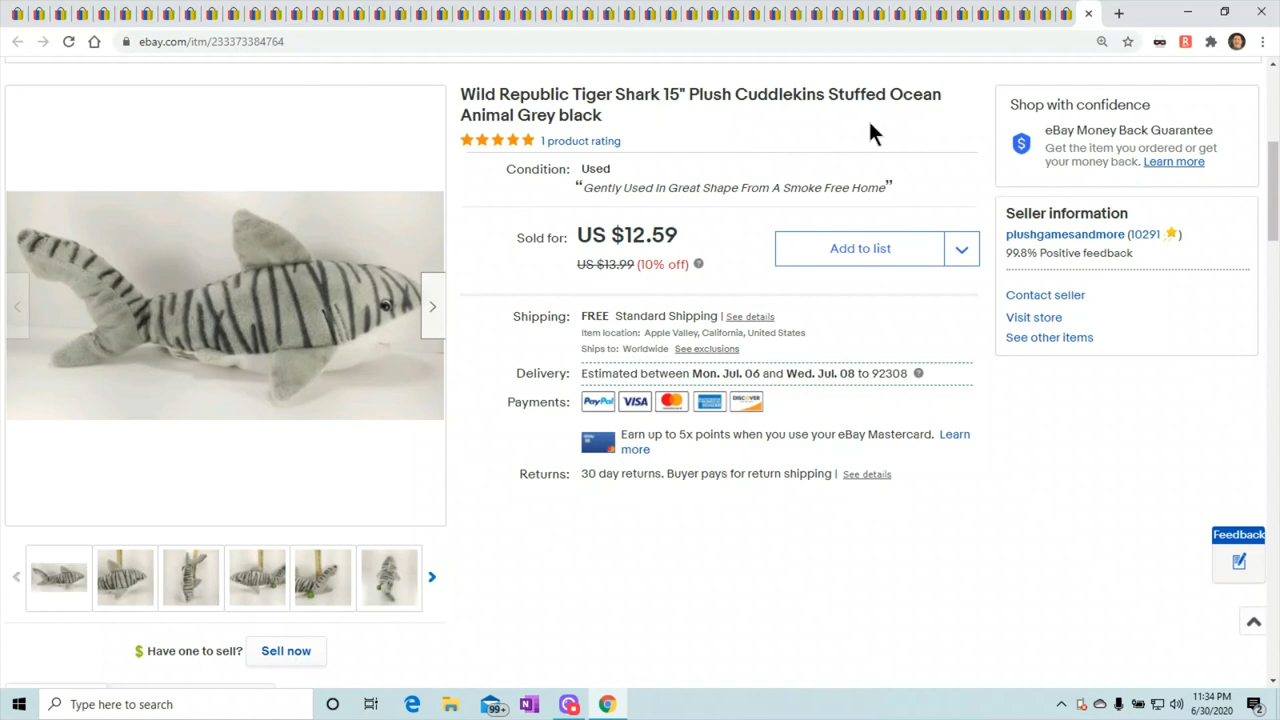 ebay.com/itm/233373384764
R
Wild Republic Tiger Shark 15" Plush Cuddlekins Stuffed Ocean
Animal Grey black
1 product rating
Condition: Used
“Gently Used In Great Shape From A Smoke Free Home”
Sold for: US $12.59
US $13.99 (10% off) ?
Add to list
Shipping: FREE Standard Shipping | See details
Item location: Apple Valley, California, United States
Ships to: Worldwide See exclusions
Delivery: Estimated between Mon. Jul. 06 and Wed. Jul. 08 to 92308 ?
Payments: PayPal VISA DISCOVER
Earn up to 5x points when you use your eBay Mastercard. Learn
more
Returns: 30 day returns. Buyer pays for return shipping | See details
$ Have one to sell? Sell now
Shop with confidence
eBay Money Back Guarantee
Get the item you ordered or get
your money back. Learn more
Seller information
plushgamesandmore (10291 )
99.8% Positive feedback
Contact seller
Visit store
See other items
Feedback
Type here to search
99+
11:34 PM
6/30/2020
2